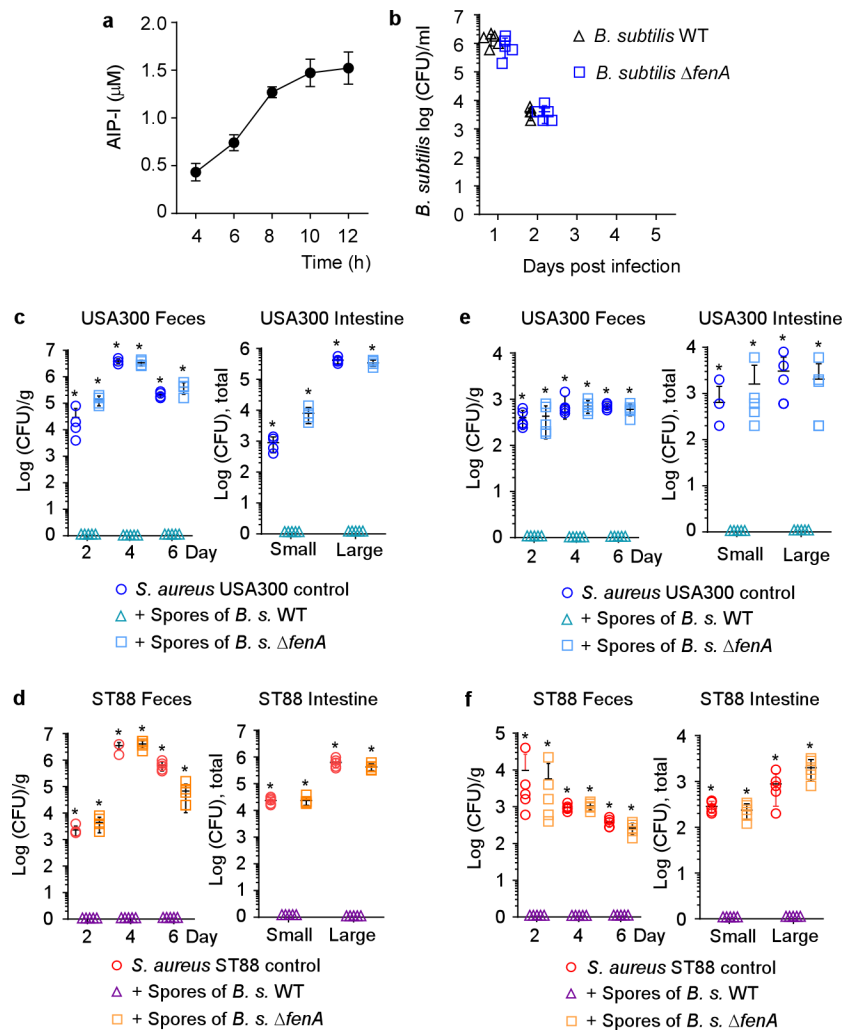 a
AIP-I (μM)
2.0
1.5
1.0
0.5
0
4 6 8 10 12
Time (h)
b
B. subtilis log (CFU)/ml
7
6
5
4
3
2
1
0
1 2 3 4 5
Days post infection
B. subtilis WT
B. subtilis ΔfenA
c
USA300 Feces
Log (CFU)/g
7
6
5
4
3
2
1
0
* * * * * *
2 4 6 Day
USA300 Intestine
Log (CFU), total
6
5
4
3
2
1
0
* * * *
Small Large
S. aureus USA300 control
+ Spores of B. s. WT
+ Spores of B. s. ΔfenA
e
USA300 Feces
Log (CFU)/g
4
3
2
1
0
* * * * * *
2 4 6 Day
USA300 Intestine
Log (CFU), total
4
3
2
1
0
* * * *
Small Large
S. aureus USA300 control
+ Spores of B. s. WT
+ Spores of B. s. ΔfenA
d
ST88 Feces
Log (CFU)/g
7
6
5
4
3
2
1
0
* * * * * *
2 4 6 Day
ST88 Intestine
Log (CFU), total
7
6
5
4
3
2
1
0
* * * *
Small Large
S. aureus ST88 control
+ Spores of B. s. WT
+ Spores of B. s. ΔfenA
f
ST88 Feces
Log (CFU)/g
5
4
3
2
1
0
* * * * * *
2 4 6 Day
ST88 Intestine
Log (CFU), total
4
3
2
1
0
* * * *
Small Large
S. aureus ST88 control
+ Spores of B. s. WT
+ Spores of B. s. ΔfenA